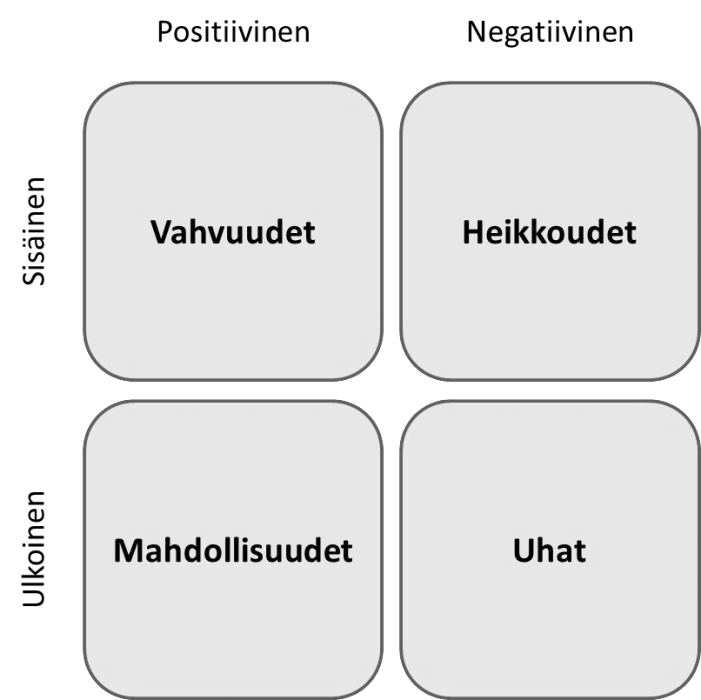 Positiivinen
Negatiivinen
Sisäinen
Vahvuudet
Heikkoudet
Ulkoinen
Mahdollisuudet
Uhat